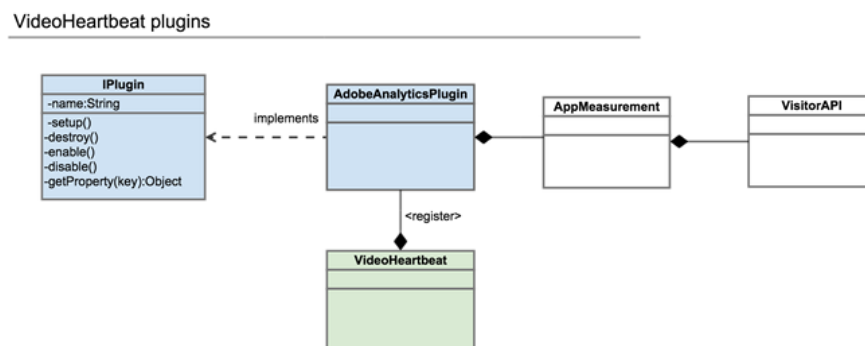 VideoHeartbeat plugins
IPlugin
-name:String
-setup()
-destroy()
-enable()
-disable()
-getProperty(key):Object
implements
AdobeAnalyticsPlugin
AppMeasurement
VisitorAPI
<register>
VideoHeartbeat